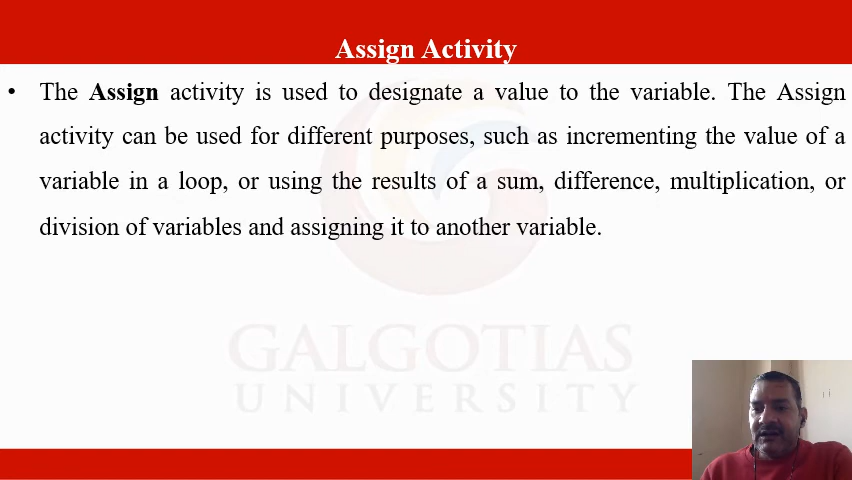 Assign Activity
• The Assign activity is used to designate a value to the variable. The Assign
activity can be used for different purposes, such as incrementing the value of a
variable in a loop, or using the results of a sum, difference, multiplication, or
division of variables and assigning it to another variable.
GALGOTIAS
UNIVERSITY